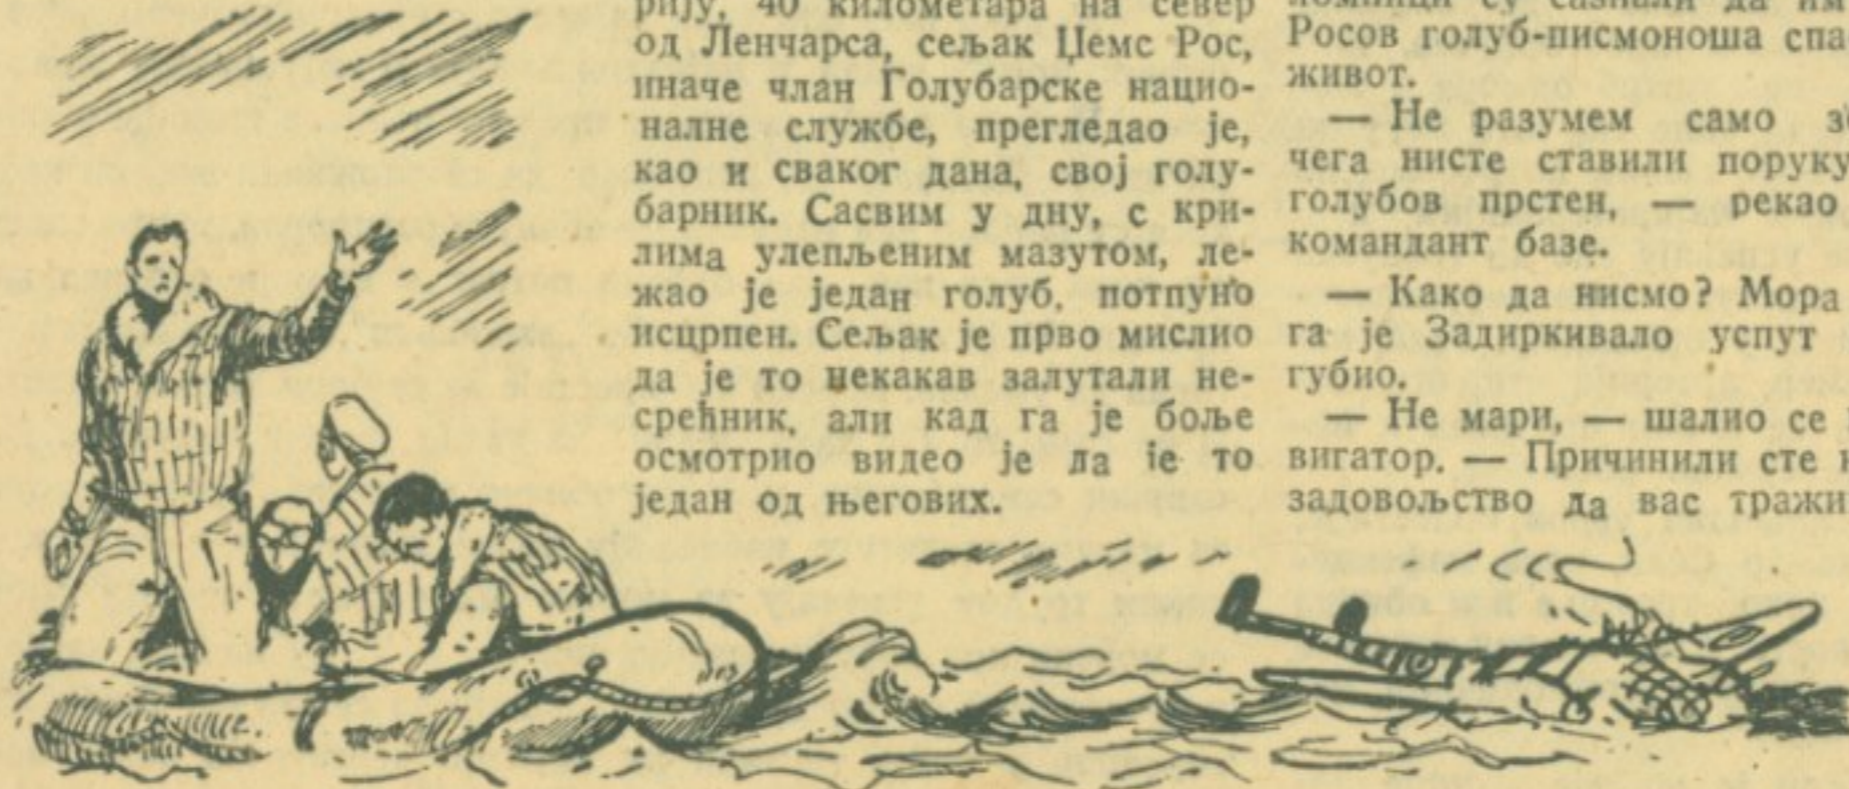 рију, 40 километара на север
од Ленчарса, сељак Џемс Рос,
иначе члан Голубарске нацио-
налне службе, прегледао је,
као и сваког дана, свој голу-
барник. Сасвим у дну, с кри-
лима улепљеним мазутом, ле-
жао је један голуб, потпуно
исцрпен. Сељак је прво мислио
да је то некакав залутали не-
срећник, али кад га је боље
осмотрио видео је да је то
један од његових.
су сазнали да им
Росов голуб-писмоноша спа
живот.
— Не разумем само з
чега нисте ставили поруку
голубов прстен, — рекао
командант базе.
— Како да нисмо? Мора
га је Задиркивало успут
губио.
— Не мари, — шалио се
вигатор. — Причинили сте
задовољство да вас тражи